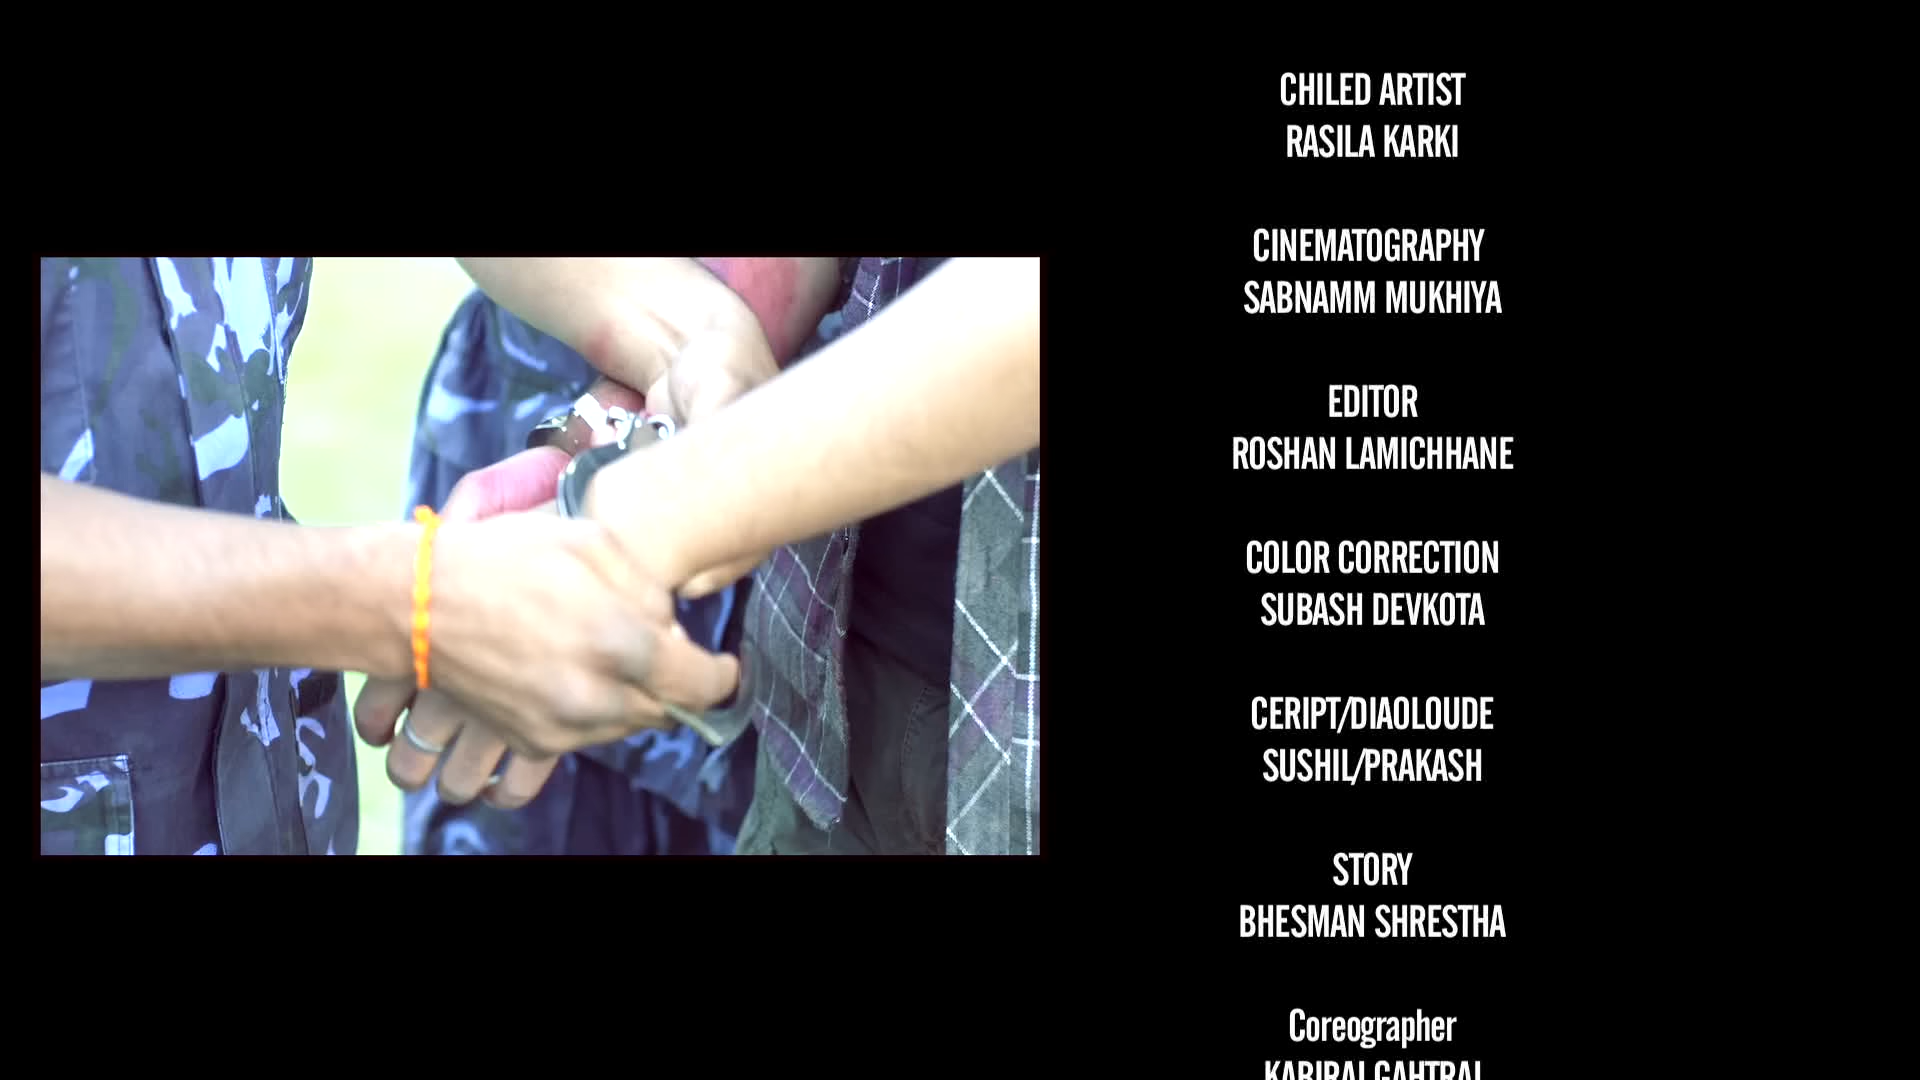 CHILED ARTIST
RASILA KARKI
CINEMATOGRAPHY
SABNAMM MUKHIYA
EDITOR
ROSHAN LAMICHHANE
COLOR CORRECTION
SUBASH DEVKOTA
CERIPT/DIAOLOUDE
SUSHIL/PRAKASH
STORY
BHESMAN SHRESTHA
Coreographer